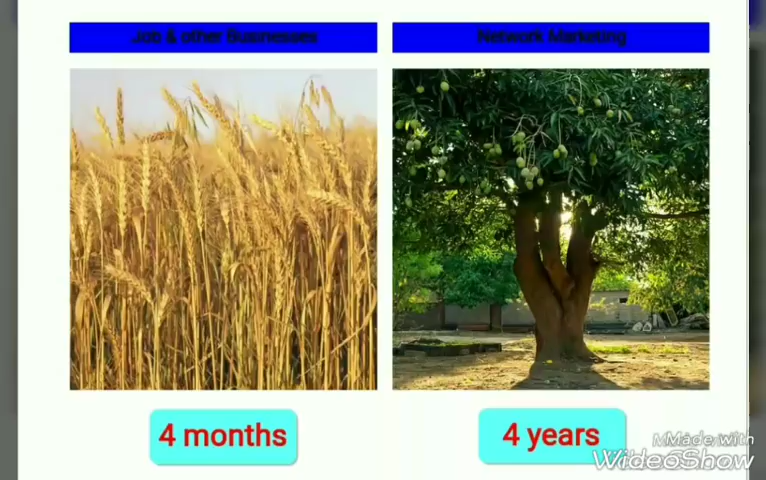 Job & other Businesses
Network Marketing
4 months
4 years
Made with
VideoShow